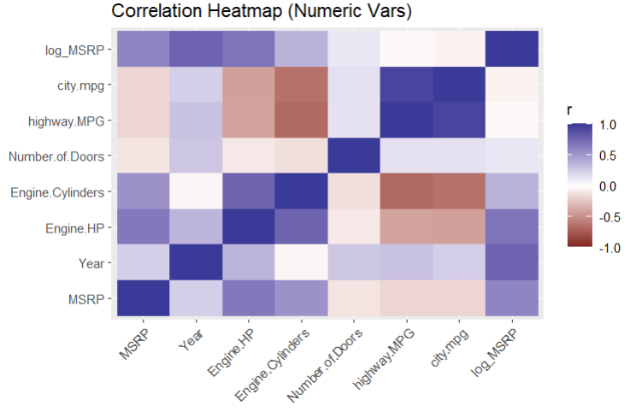 Correlation Heatmap (Numeric Vars)
log_MSRP
city.mpg
highway.MPG
Number.of.Doors
Engine.Cylinders
Engine.HP
Year
MSRP
MSRP
Year
Engine.HP
Engine.Cylinders
Number.of.Doors
highway.MPG
city.mpg
log_MSRP
r
1.0
0.5
0.0
-0.5
-1.0